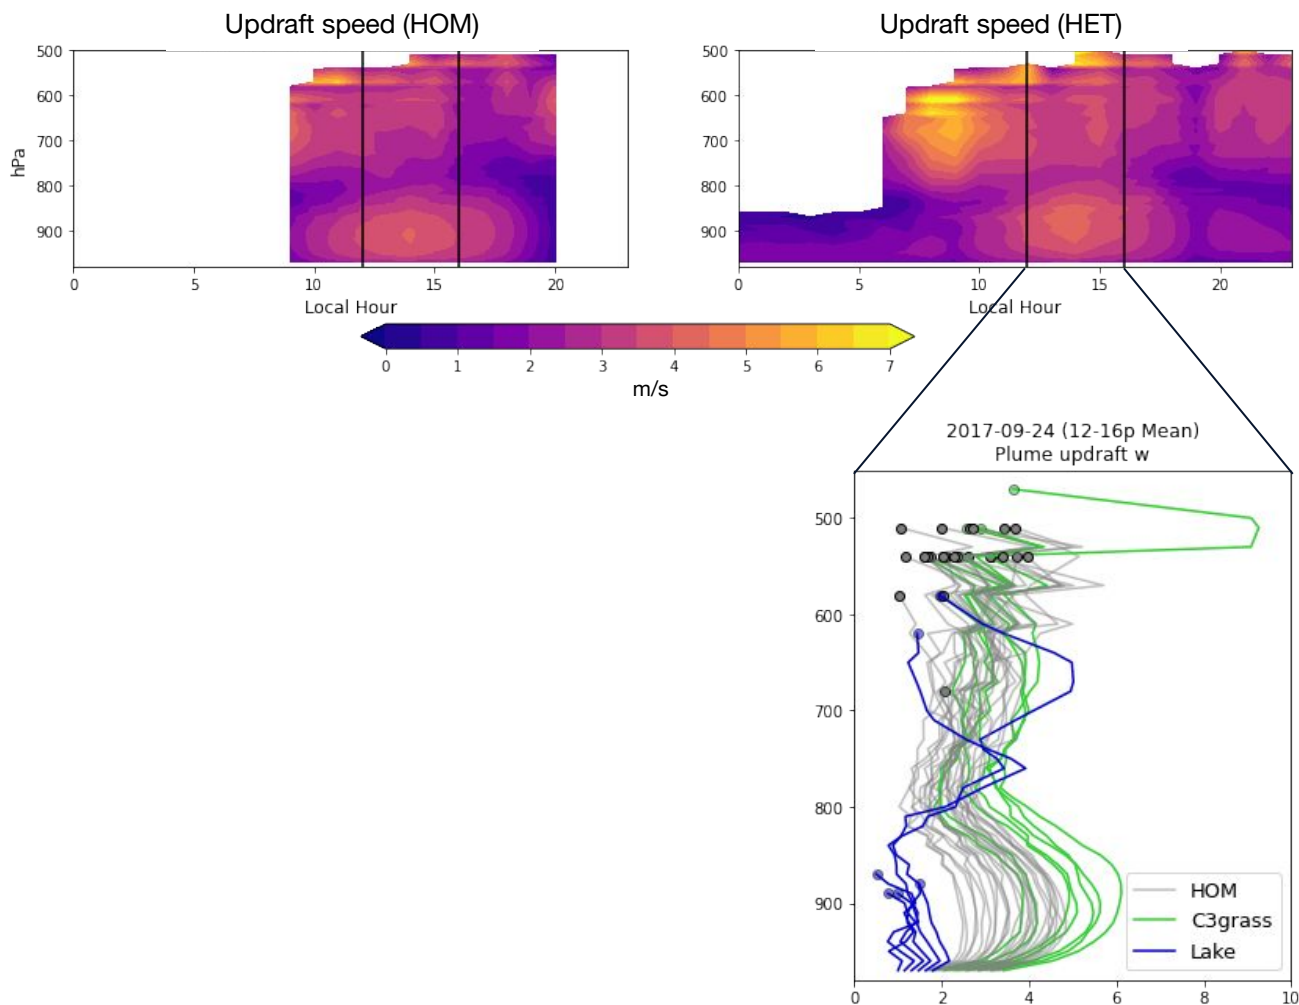 Updraft speed (HOM)
Updraft speed (HET)
500
600
700
800
900
hPa
0 5 10 15 20
Local Hour
500
600
700
800
900
0 5 10 15 20
Local Hour
0 1 2 3 4 5 6 7
m/s
2017-09-24 (12-16p Mean)
Plume updraft w
500
600
700
800
900
HOM
C3grass
Lake
0 2 4 6 8 10